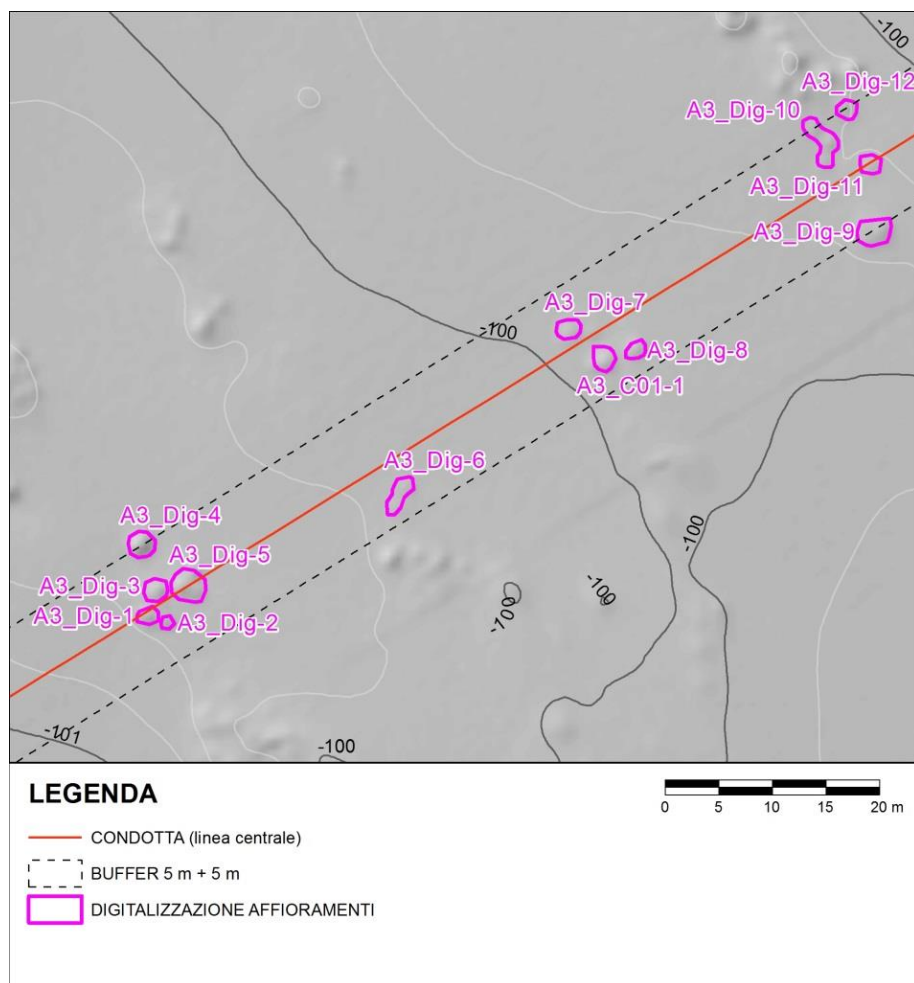 -100
A3_Dig-12
A3_Dig-10
A3_Dig-11
A3_Dig-9
A3_Dig-7
-100
A3_Dig-8
A3_C01-1
A3_Dig-6
A3_Dig-4
-100
A3_Dig-5
A3_Dig-3
-100
-100
A3_Dig-1
A3_Dig-2
-101
-100
LEGENDA
0 5 10 15 20 m
CONDOTTA (linea centrale)
BUFFER 5 m + 5 m
DIGITALIZZAZIONE AFFIORAMENTI